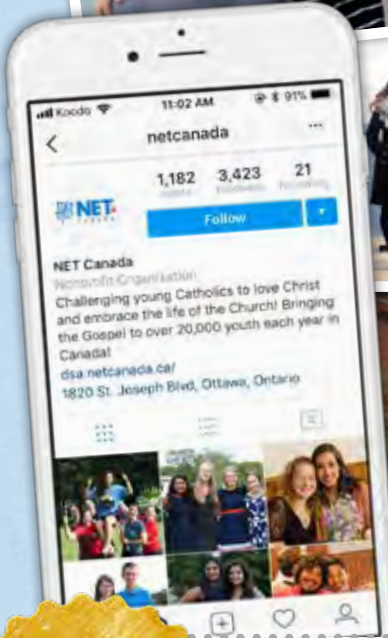 Koodo 11:02 AM 91%
netcanada
1,182 3,423 21
NET
Follow
NET Canada
Nonprofit Organization
Challenging young Catholics to love Christ
and embrace the life of the Church! Bringing
the Gospel to over 20,000 youth each year in
Canada!
dsa.netcanada.ca/
1820 St. Joseph Blvd, Ottawa, Ontario